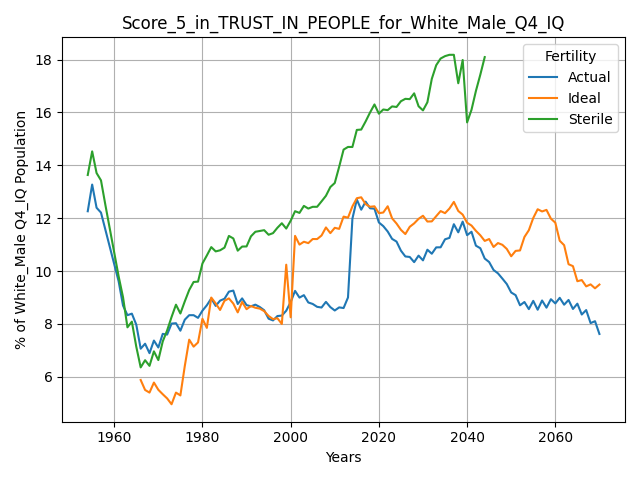 Score_5_in_TRUST_IN_PEOPLE_for_White_Male_Q4_IQ
Fertility
Actual
Ideal
Sterile
% of White_Male Q4_IQ Population
18
16
14
12
10
8
6
1960 1980 2000 2020 2040 2060
Years